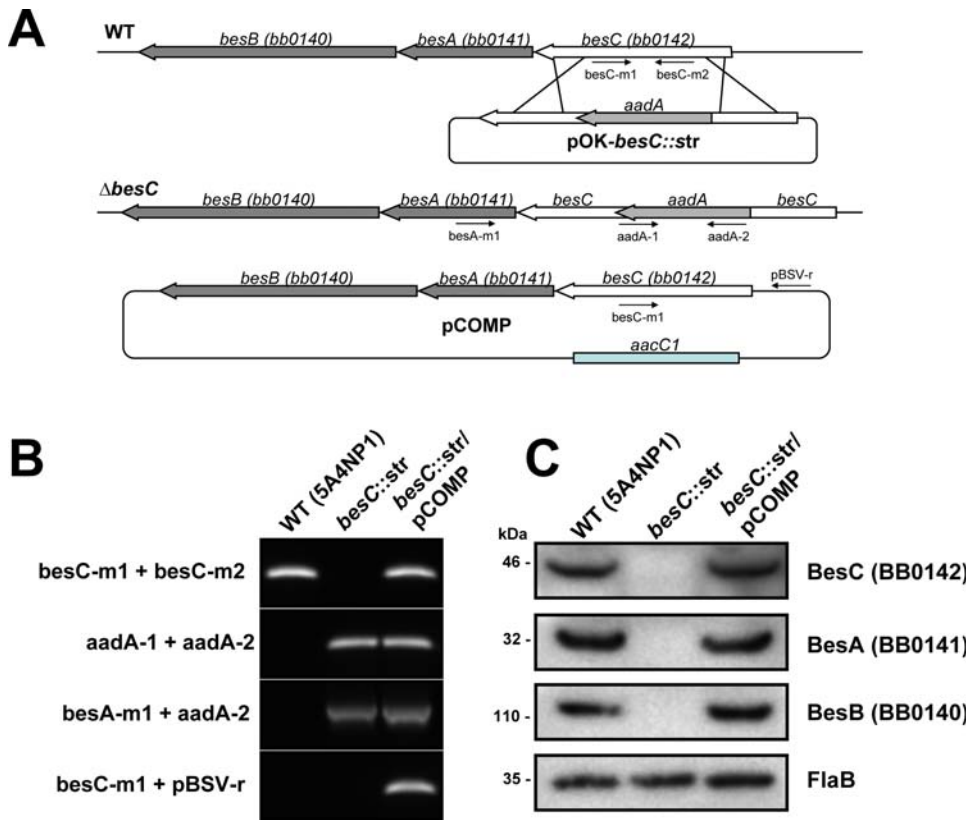 A
WT
besB (bb0140) besA (bb0141) besC (bb0142)
besC-m1 besC-m2
aadA
pOK-besC::str
ΔbesC
besB (bb0140) besA (bb0141) besC aadA besC
besA-m1 aadA-1 aadA-2
besB (bb0140) besA (bb0141) besC (bb0142) pBSV-r
besC-m1
pCOMP
aacC1
B
WT (5A4NP1)
besC::str
besC::str/
pCOMP
besC-m1 + besC-m2
aadA-1 + aadA-2
besA-m1 + aadA-2
besC-m1 + pBSV-r
C
WT (5A4NP1)
besC::str
besC::str/
pCOMP
kDa
46 - BesC (BB0142)
32 - BesA (BB0141)
110 - BesB (BB0140)
35 - FlaB